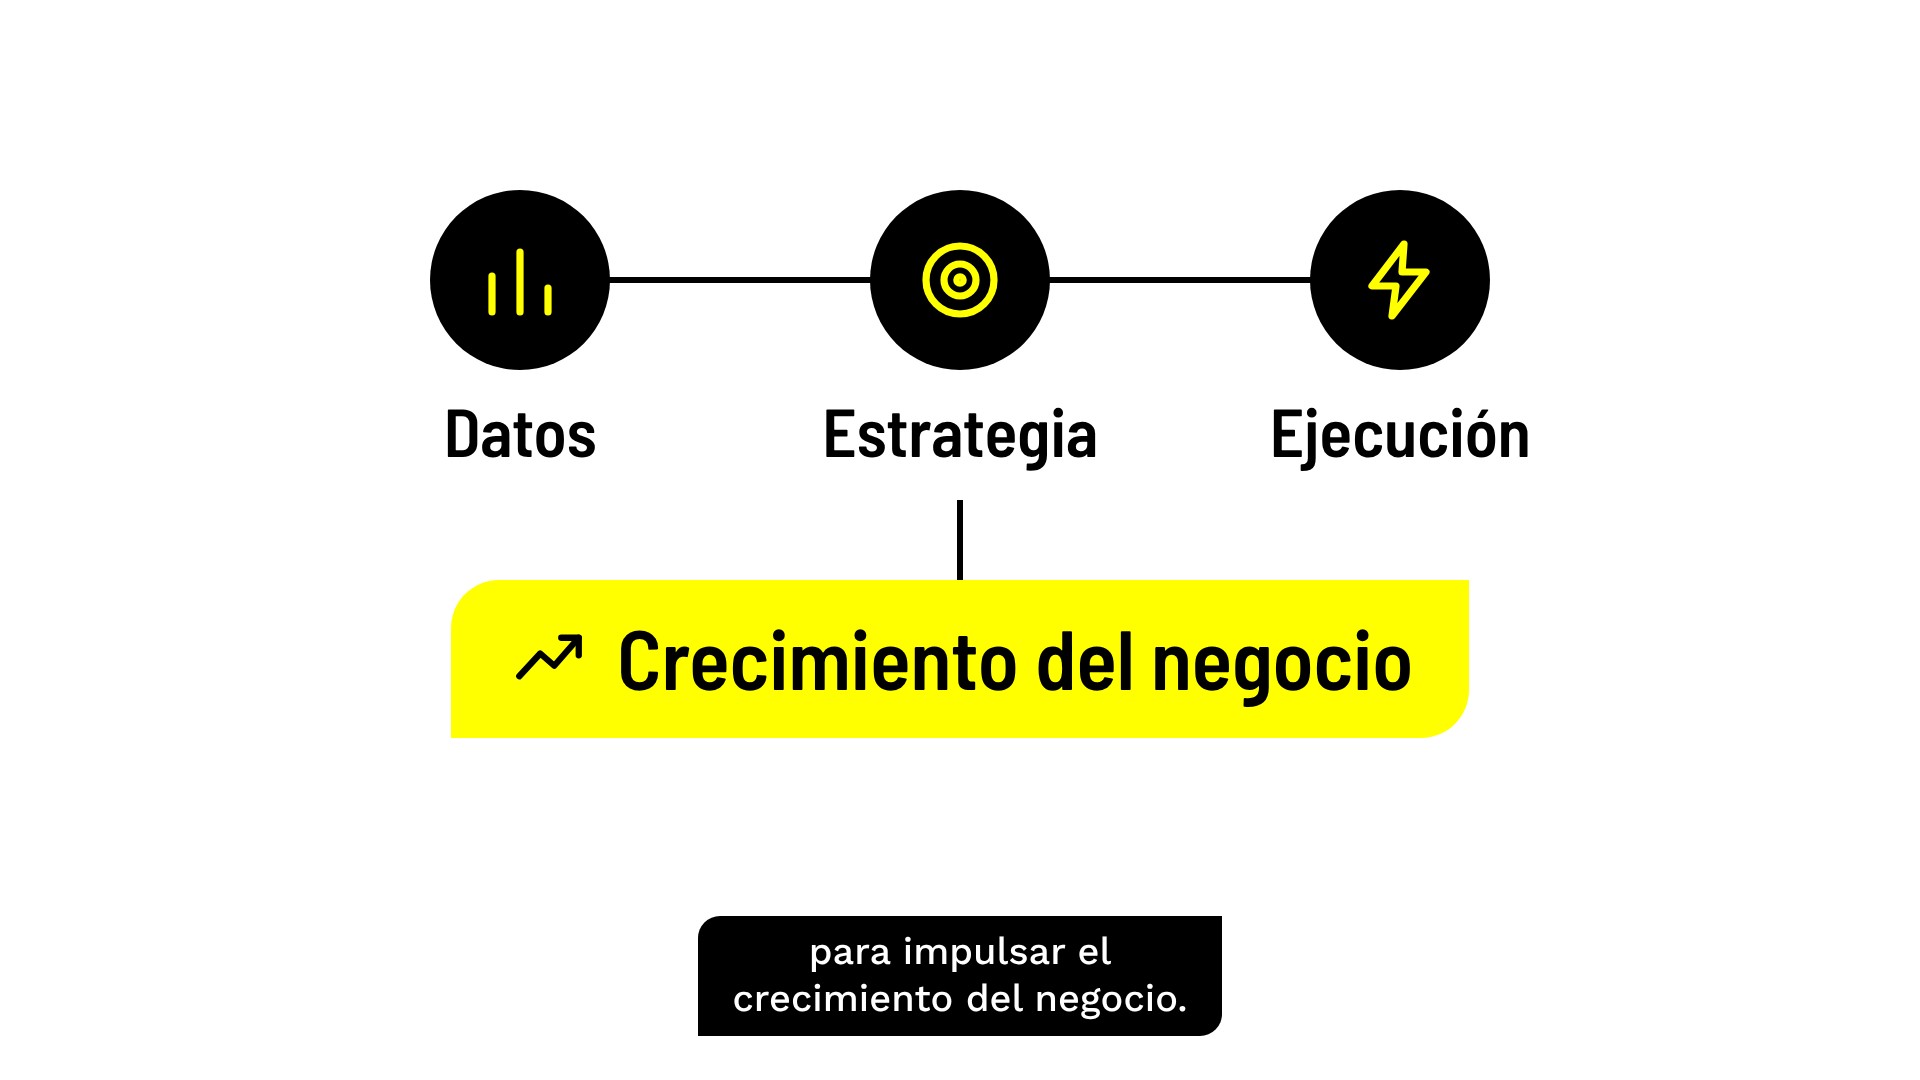 Datos
Estrategia
Ejecución
Crecimiento del negocio
para impulsar el
crecimiento del negocio.